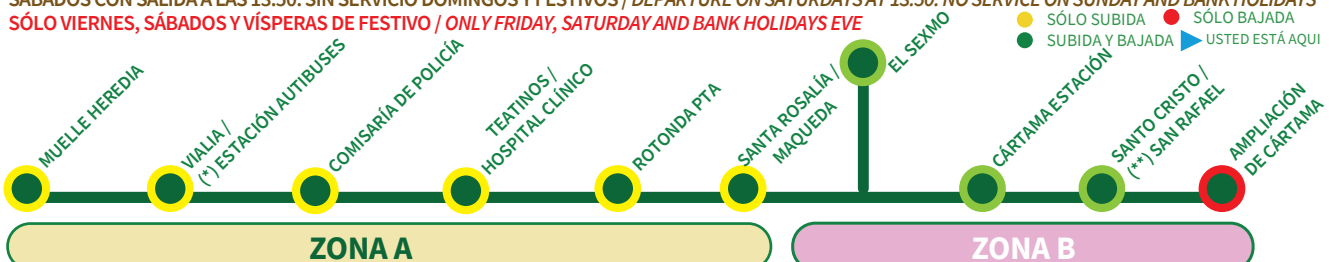 SÁBADOS CON SALIDA A LAS 13:50. SIN SERVICIO DOMINGOS Y FESTIVOS / DEPARTURE ON SATURDAYS AT 13:50. NO SERVICE ON SUNDAY AND BANK HOLIDAYS
SÓLO VIERNES, SÁBADOS Y VÍSPERAS DE FESTIVO / ONLY FRIDAY, SATURDAY AND BANK HOLIDAYS EVE
SÓLO SUBIDA
SÓLO BAJADA
SUBIDA Y BAJADA
USTED ESTÁ AQUI
MUELLE HEREDIA
VIALIA /
(*) ESTACIÓN AUTIBUSES
COMISARÍA DE POLICÍA
TEATINOS /
HOSPITAL CLÍNICO
ROTONDA PTA
SANTA ROSALÍA /
MAQUEDA
EL SEXMO
CÁRTAMA ESTACIÓN
SANTO CRISTO /
(**) SAN RAFAEL
AMPLIACIÓN
DE CÁRTAMA
ZONA A
ZONA B